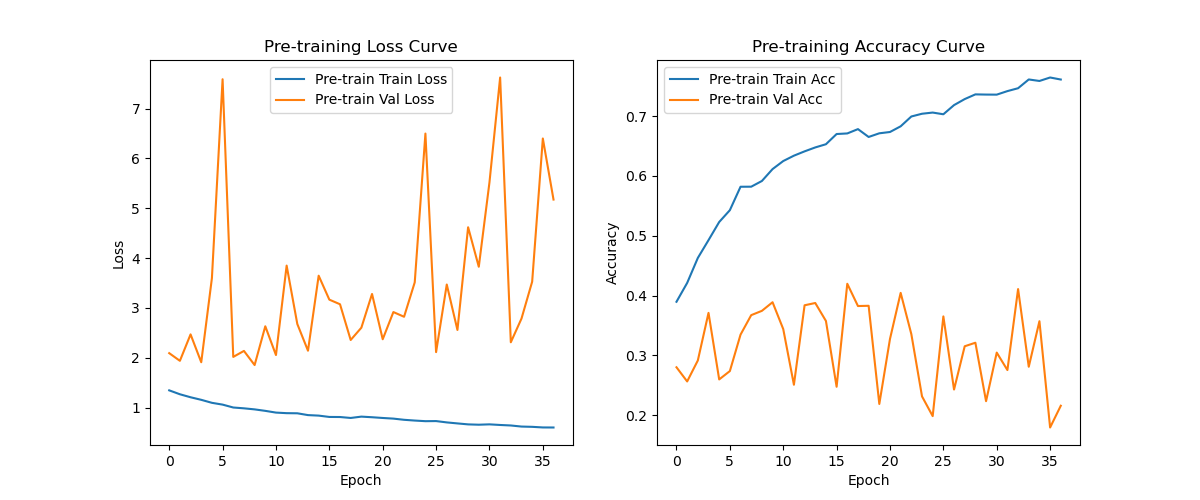 Pre-training Loss Curve
Pre-train Train Loss
Pre-train Val Loss
7
6
5
4
3
2
1
Loss
0 5 10 15 20 25 30 35
Epoch
Pre-training Accuracy Curve
Pre-train Train Acc
Pre-train Val Acc
0.7
0.6
0.5
0.4
0.3
0.2
Accuracy
0 5 10 15 20 25 30 35
Epoch